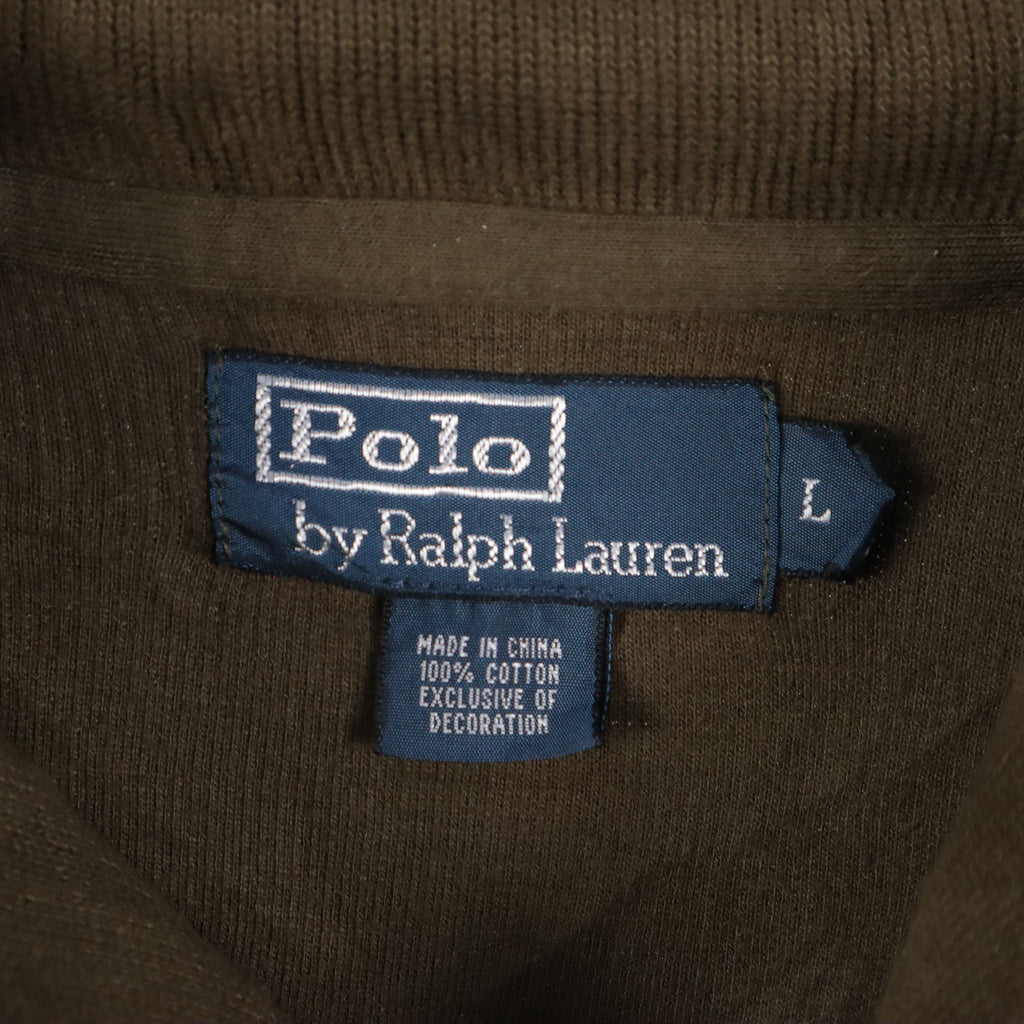 Polo
by Ralph Lauren
L
MADE IN CHINA
100% COTTON
EXCLUSIVE OF
DECORATION